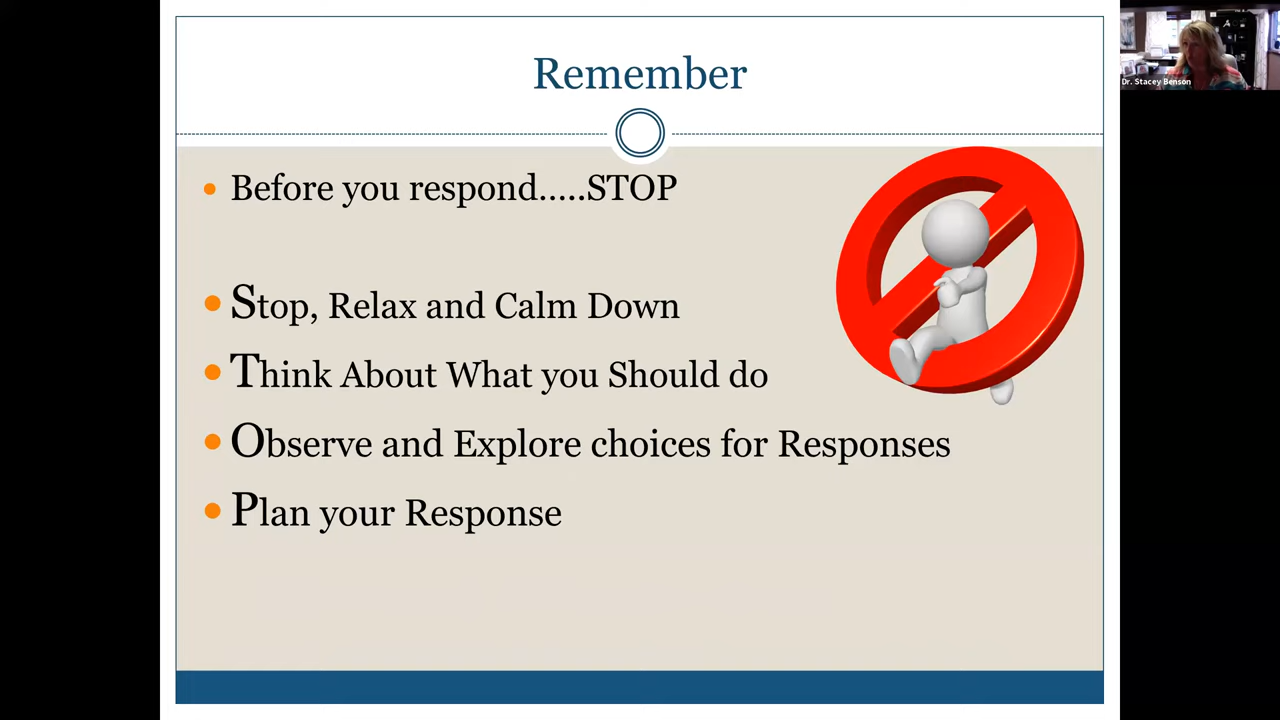 Remember
Before you respond.....STOP
Stop, Relax and Calm Down
Think About What you Should do
Observe and Explore choices for Responses
Plan your Response
Dr. Stacey Benson